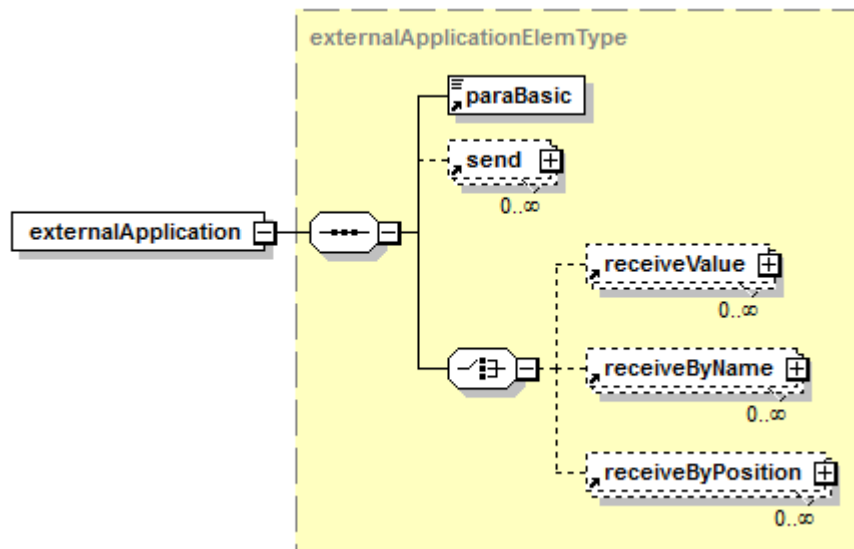 externalApplicationElemType
paraBasic
send
0..∞
externalApplication
receiveValue
0..∞
receiveByName
0..∞
receiveByPosition
0..∞